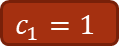 c₁ = 1